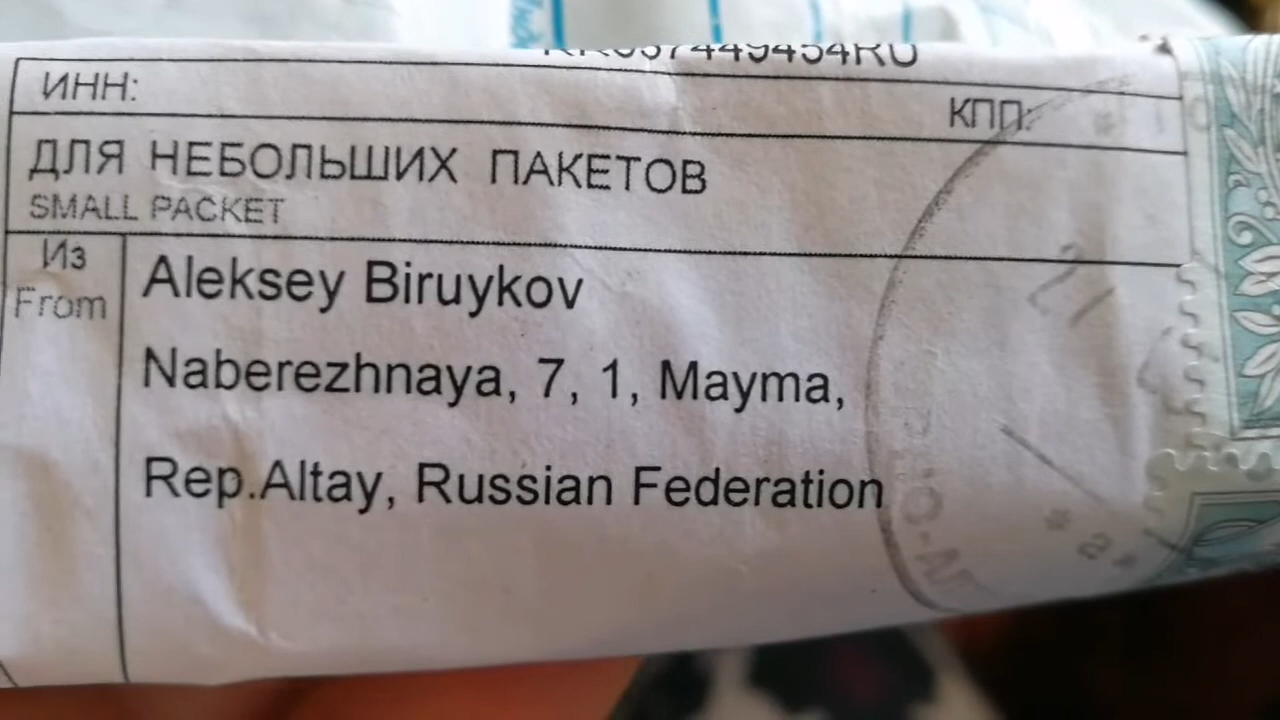 ИНН:
КПП:
ДЛЯ НЕБОЛЬШИХ ПАКЕТОВ
SMALL PACKET
Из
From
Aleksey Biruykov
Naberezhnaya, 7, 1, Mayma,
Rep.Altay, Russian Federation